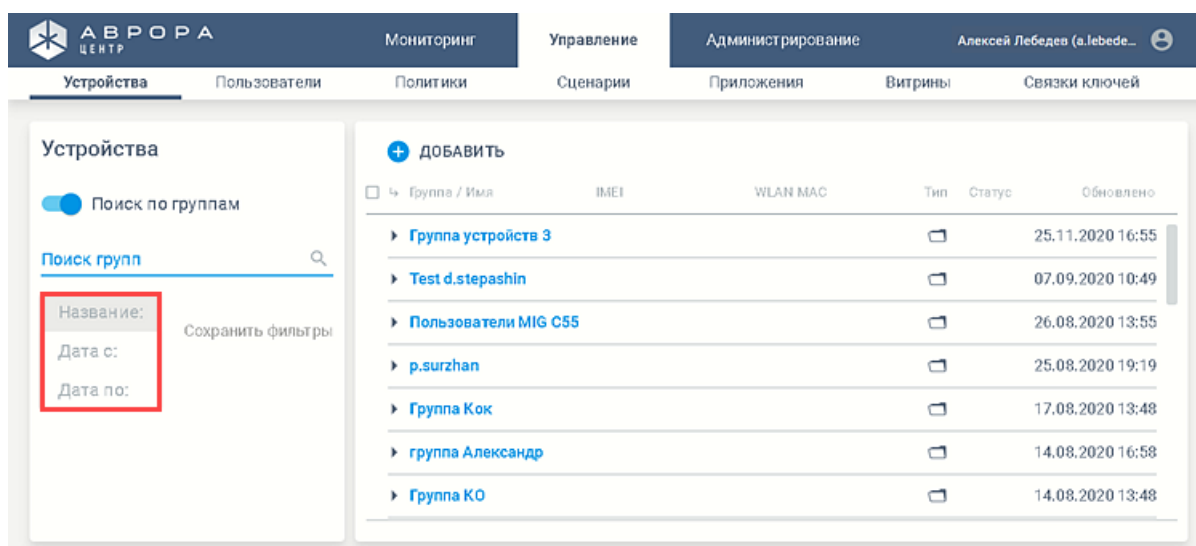 АВРОРА
ЦЕНТР
Мониторинг Управление Администрирование Алексей Лебедев (a.lebede...
Устройства Пользователи Политики Сценарии Приложения Витрины Связки ключей
Устройства
Поиск по группам
Поиск групп
Название:
Дата с:
Дата по:
Сохранить фильтры
ДОБАВИТЬ
Группа / Имя IMEI WLAN MAC Тип Статус Обновлено
Группа устройств 3 25.11.2020 16:55
Test d.stepashin 07.09.2020 10:49
Пользователи MIG C55 26.08.2020 13:55
p.surzhan 25.08.2020 19:19
Группа Кок 17.08.2020 13:48
группа Александр 14.08.2020 16:58
Группа КО 14.08.2020 13:48